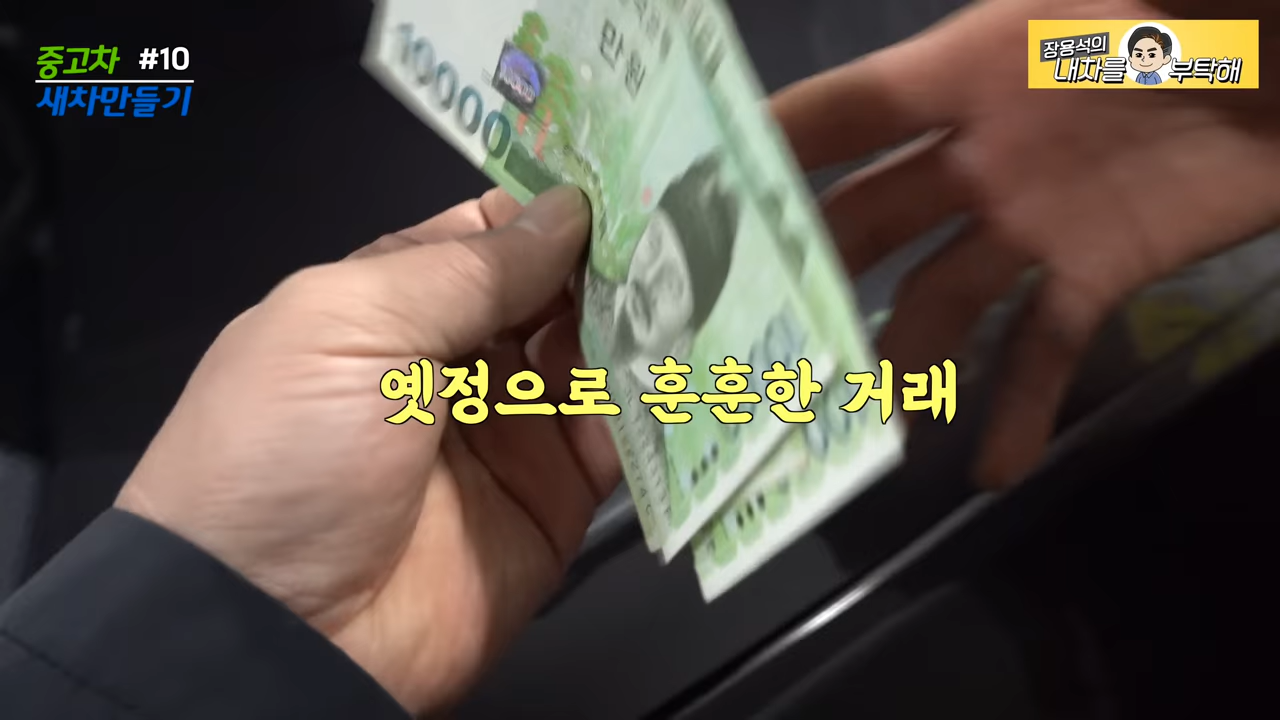 중고차 #10
새차만들기
장용석의
내차를 부탁해
10000
만원
옛정으로 훈훈한 거래